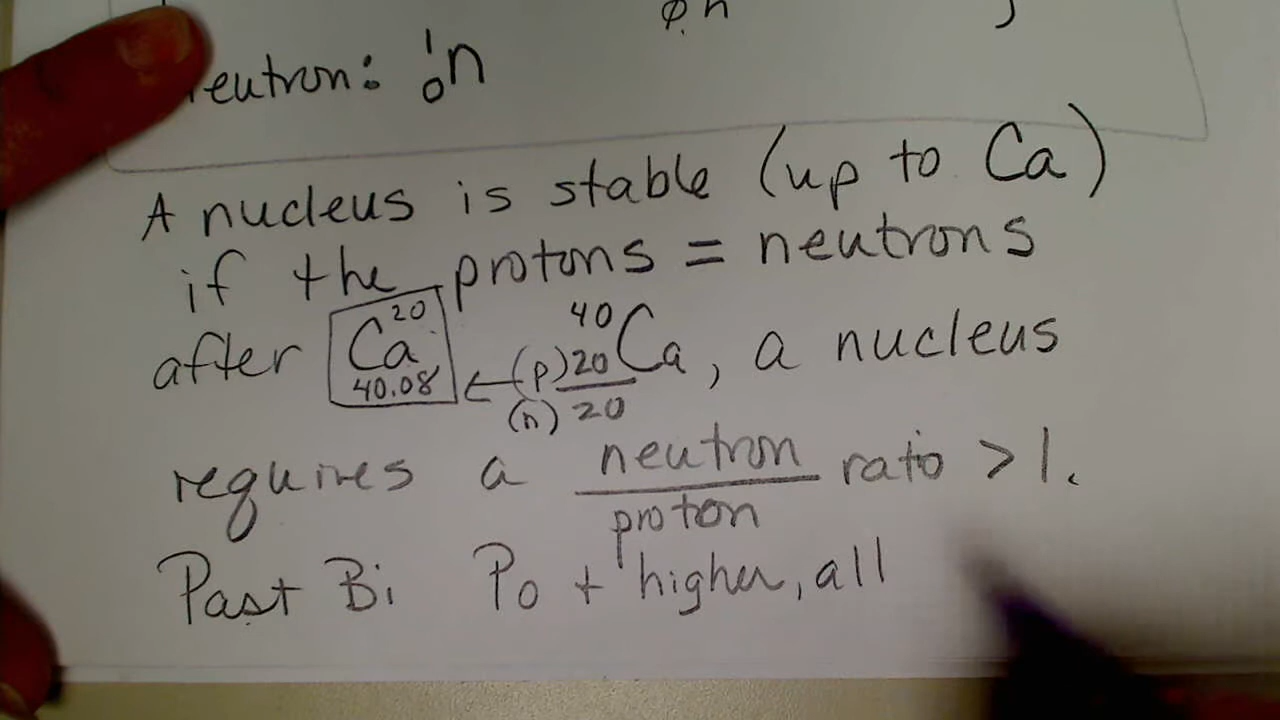 eutron: ¹₀n
A nucleus is stable (up to Ca)
if the protons = neutrons
after Ca 20 40.08 ← (p) 20 (n) 20 40 Ca, a nucleus
requires a neutron/proton ratio > 1.
Past Bi Po + higher, all